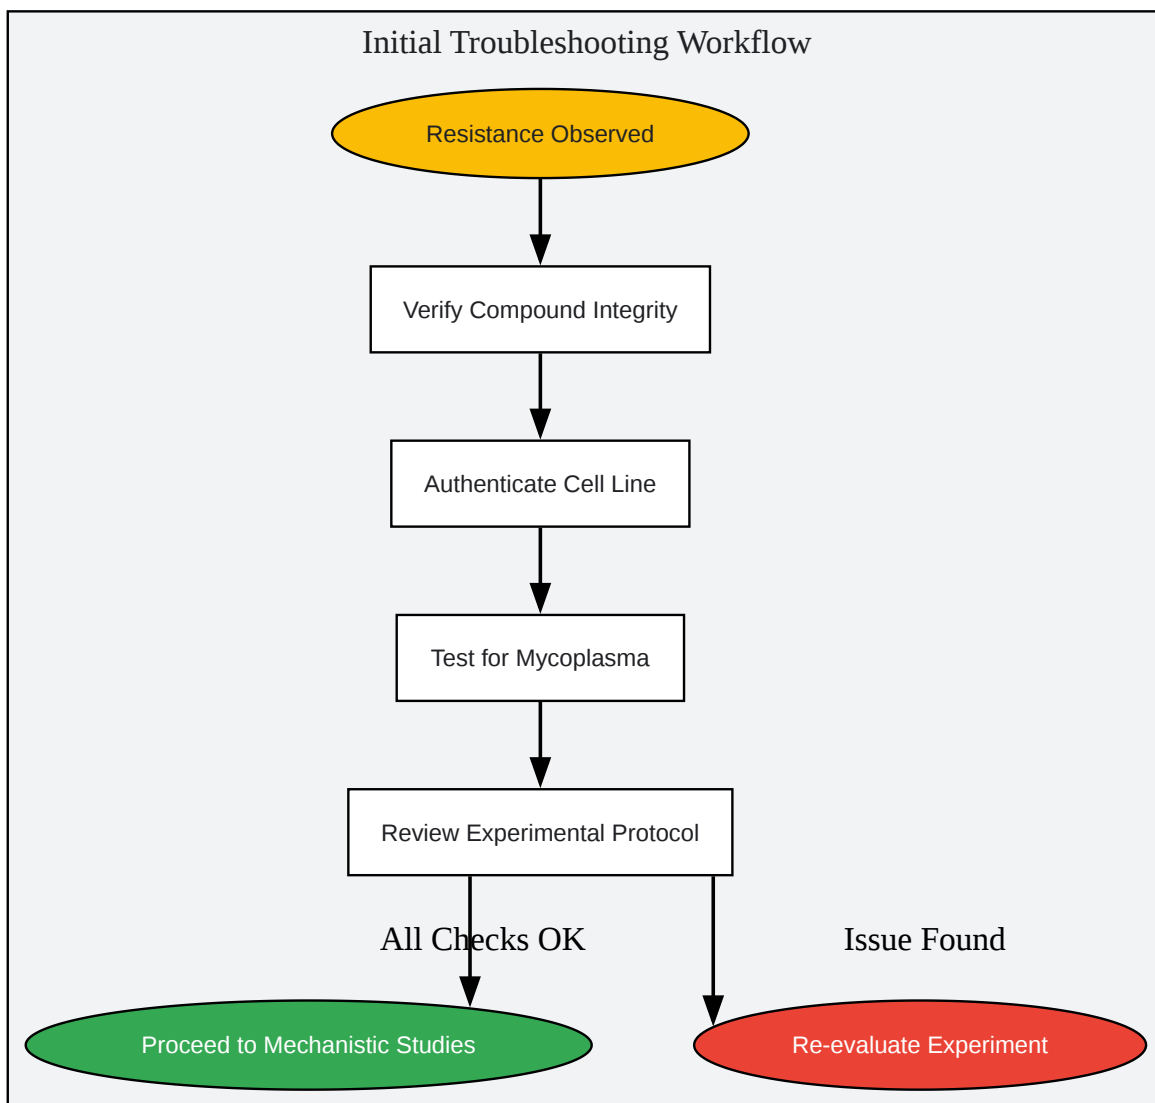 Initial Troubleshooting Workflow
Resistance Observed
Verify Compound Integrity
Authenticate Cell Line
Test for Mycoplasma
Review Experimental Protocol
All Checks OK
Issue Found
Proceed to Mechanistic Studies
Re-evaluate Experiment